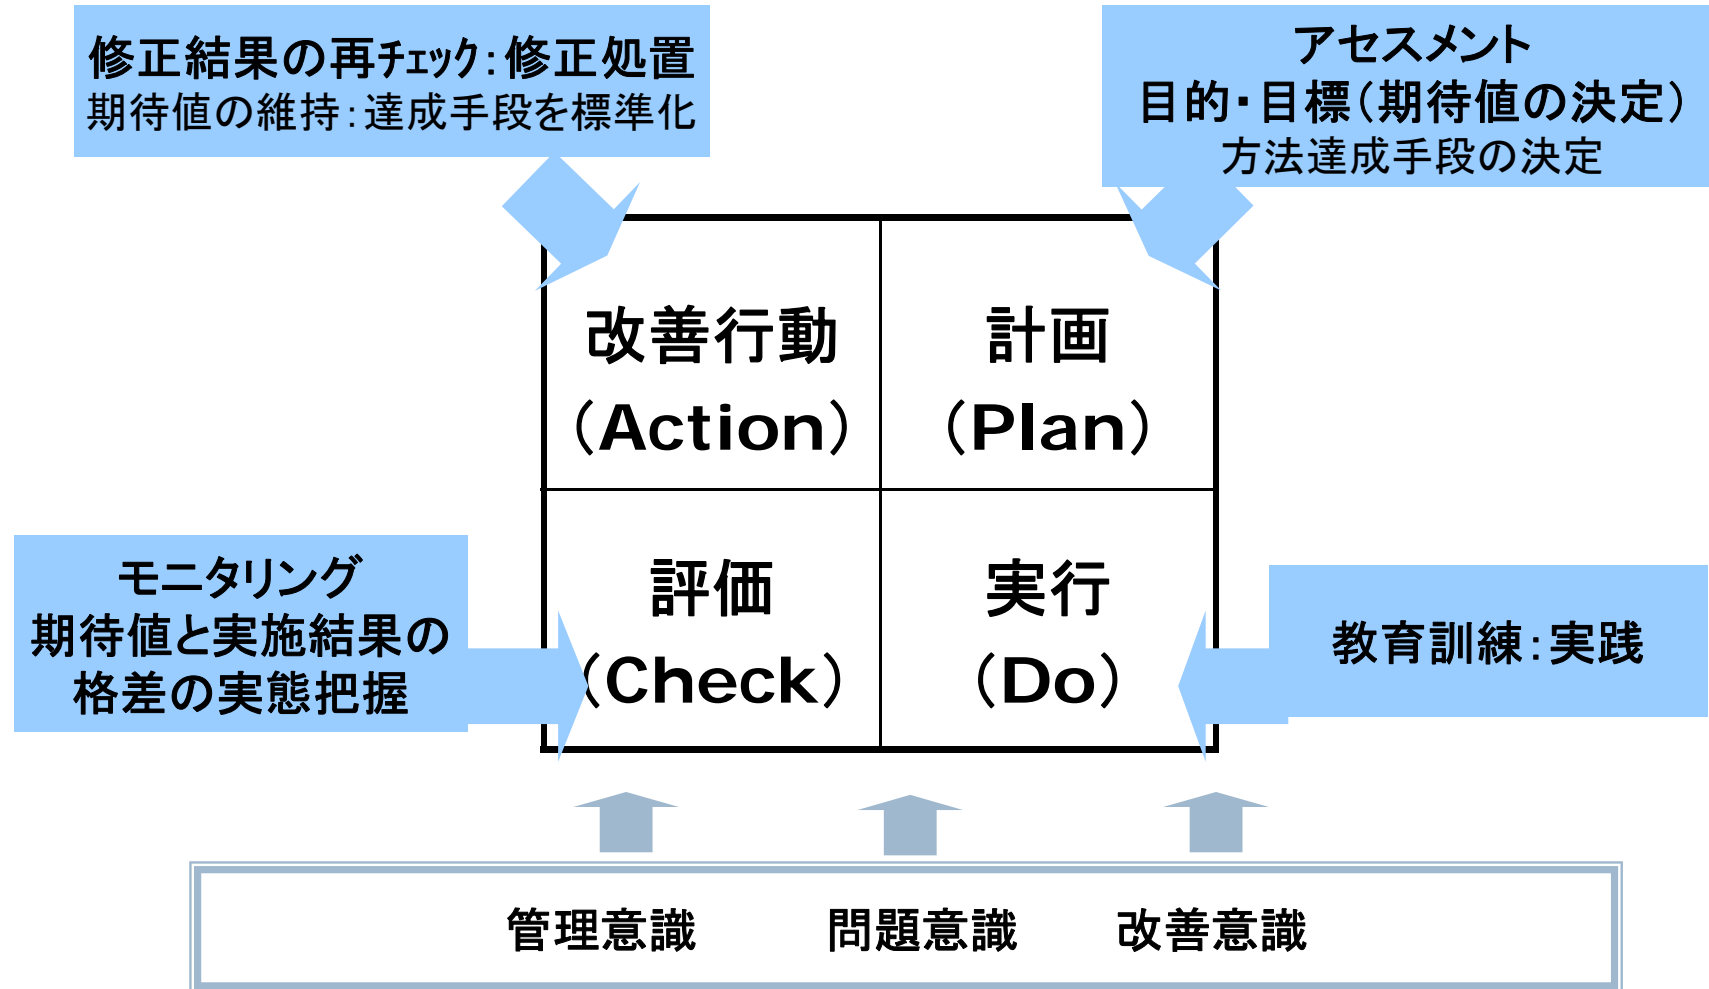 修正結果の再ﾁｪｯｸ：修正処置
期待値の維持：達成手段を標準化
アセスメント
目的・目標（期待値の決定）
方法達成手段の決定
改善行動
（Action）
計画
（Plan）
モニタリング
期待値と実施結果の
格差の実態把握
評価
（Check）
実行
（Do）
教育訓練：実践
管理意識　問題意識　改善意識